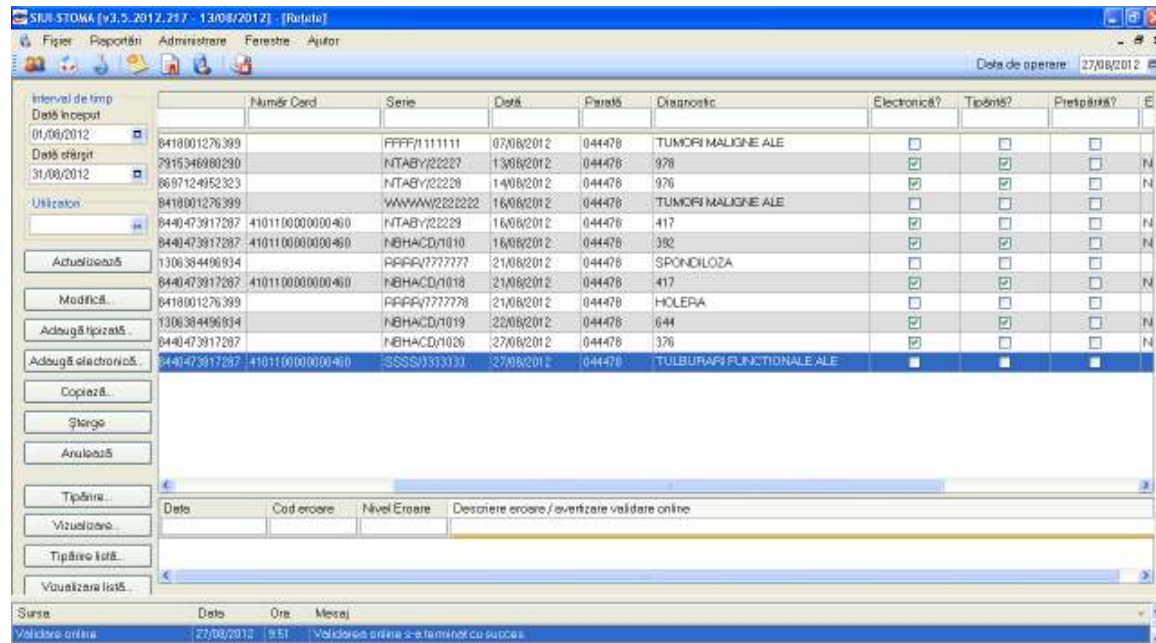 SIUI-STOMA [v3.5.2012.217 - 13/08/2012] - [Rețete]
Fișier Raportări Administrare Ferestre Ajutor
Data de operare: 27/08/2012
Interval de timp
Dată început
01/08/2012
Dată sfârșit
31/08/2012
Utilizatori
Actualizează
Modifică...
Adaugă tipizată...
Adaugă electronică...
Copiază...
Șterge
Anulează
Tipărire...
Vizualizare...
Tipărire listă...
Vizualizare listă...
Număr Card Serie Dată Parafă Diagnostic Electronică? Tipărită? Pretipărită? E
8418001276399 FFFF/1111111 07/08/2012 044478 TUMORI MALIGNE ALE
7915346980290 NTABY/22227 13/08/2012 044478 978 N
8697124952323 NTABY/22228 14/08/2012 044478 976 N
8418001276399 WWWW/2222222 16/08/2012 044478 TUMORI MALIGNE ALE
8440473917287 4101100000000460 NTABY/22229 16/08/2012 044478 417 N
8440473917287 4101100000000460 NBHACD/1010 16/08/2012 044478 392 N
1306384496934 RRRR/7777777 21/08/2012 044478 SPONDILOZA
8440473917287 4101100000000460 NBHACD/1018 21/08/2012 044478 417 N
8418001276399 RRRR/7777778 21/08/2012 044478 HOLERA
1306384496934 NBHACD/1019 22/08/2012 044478 644 N
8440473917287 NBHACD/1026 27/08/2012 044478 376 N
8440473917287 4101100000000460 SSSS/3333333 27/08/2012 044478 TULBURARI FUNCTIONALE ALE
Data Cod eroare Nivel Eroare Descriere eroare / avertizare validare online
Sursa Data Ora Mesaj
Validare online 27/08/2012 9:51 Validarea online s-a terminat cu succes.